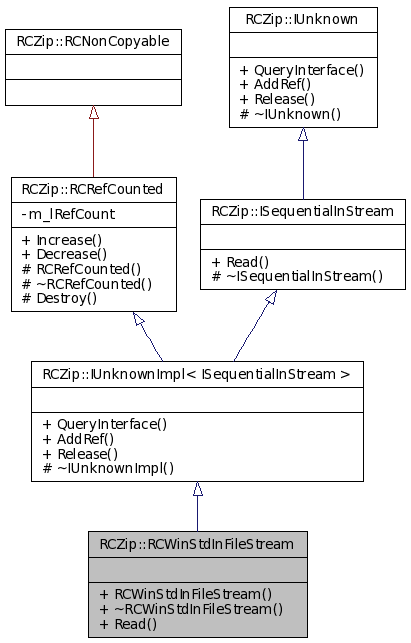 RCZip::RCNonCopyable
RCZip::IUnknown
+ QueryInterface()
+ AddRef()
+ Release()
# ~IUnknown()
RCZip::RCRefCounted
- m_lRefCount
+ Increase()
+ Decrease()
# RCRefCounted()
# ~RCRefCounted()
# Destroy()
RCZip::ISequentialInStream
+ Read()
# ~ISequentialInStream()
RCZip::IUnknownImpl< ISequentialInStream >
+ QueryInterface()
+ AddRef()
+ Release()
# ~IUnknownImpl()
RCZip::RCWinStdInFileStream
+ RCWinStdInFileStream()
+ ~RCWinStdInFileStream()
+ Read()